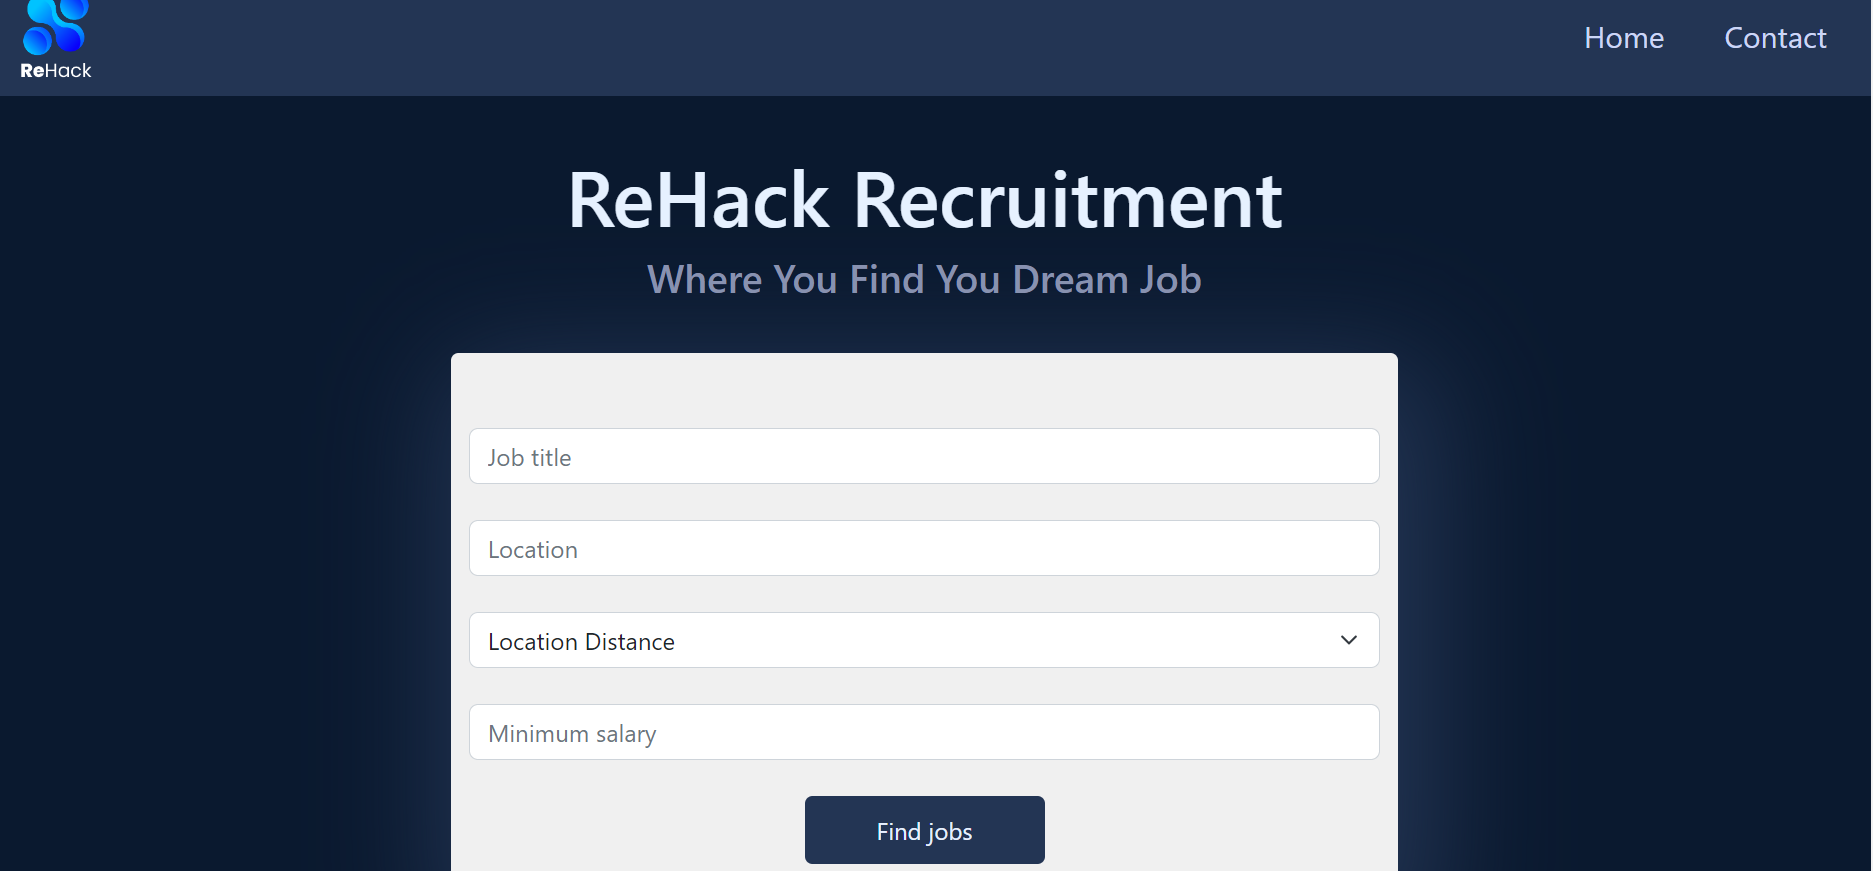 ReHack
Home
Contact
ReHack Recruitment
Where You Find You Dream Job
Job title
Location
Location Distance
Minimum salary
Find jobs